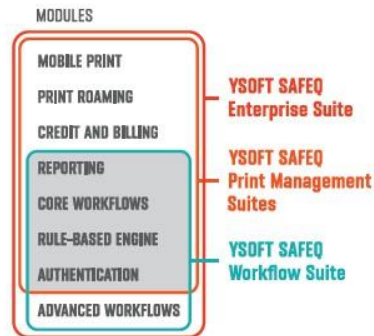 MODULES
MOBILE PRINT
PRINT ROAMING
CREDIT AND BILLING
REPORTING
CORE WORKFLOWS
RULE-BASED ENGINE
AUTHENTICATION
ADVANCED WORKFLOWS
YSOFT SAFEQ
Enterprise Suite
YSOFT SAFEQ
Print Management
Suites
YSOFT SAFEQ
Workflow Suite